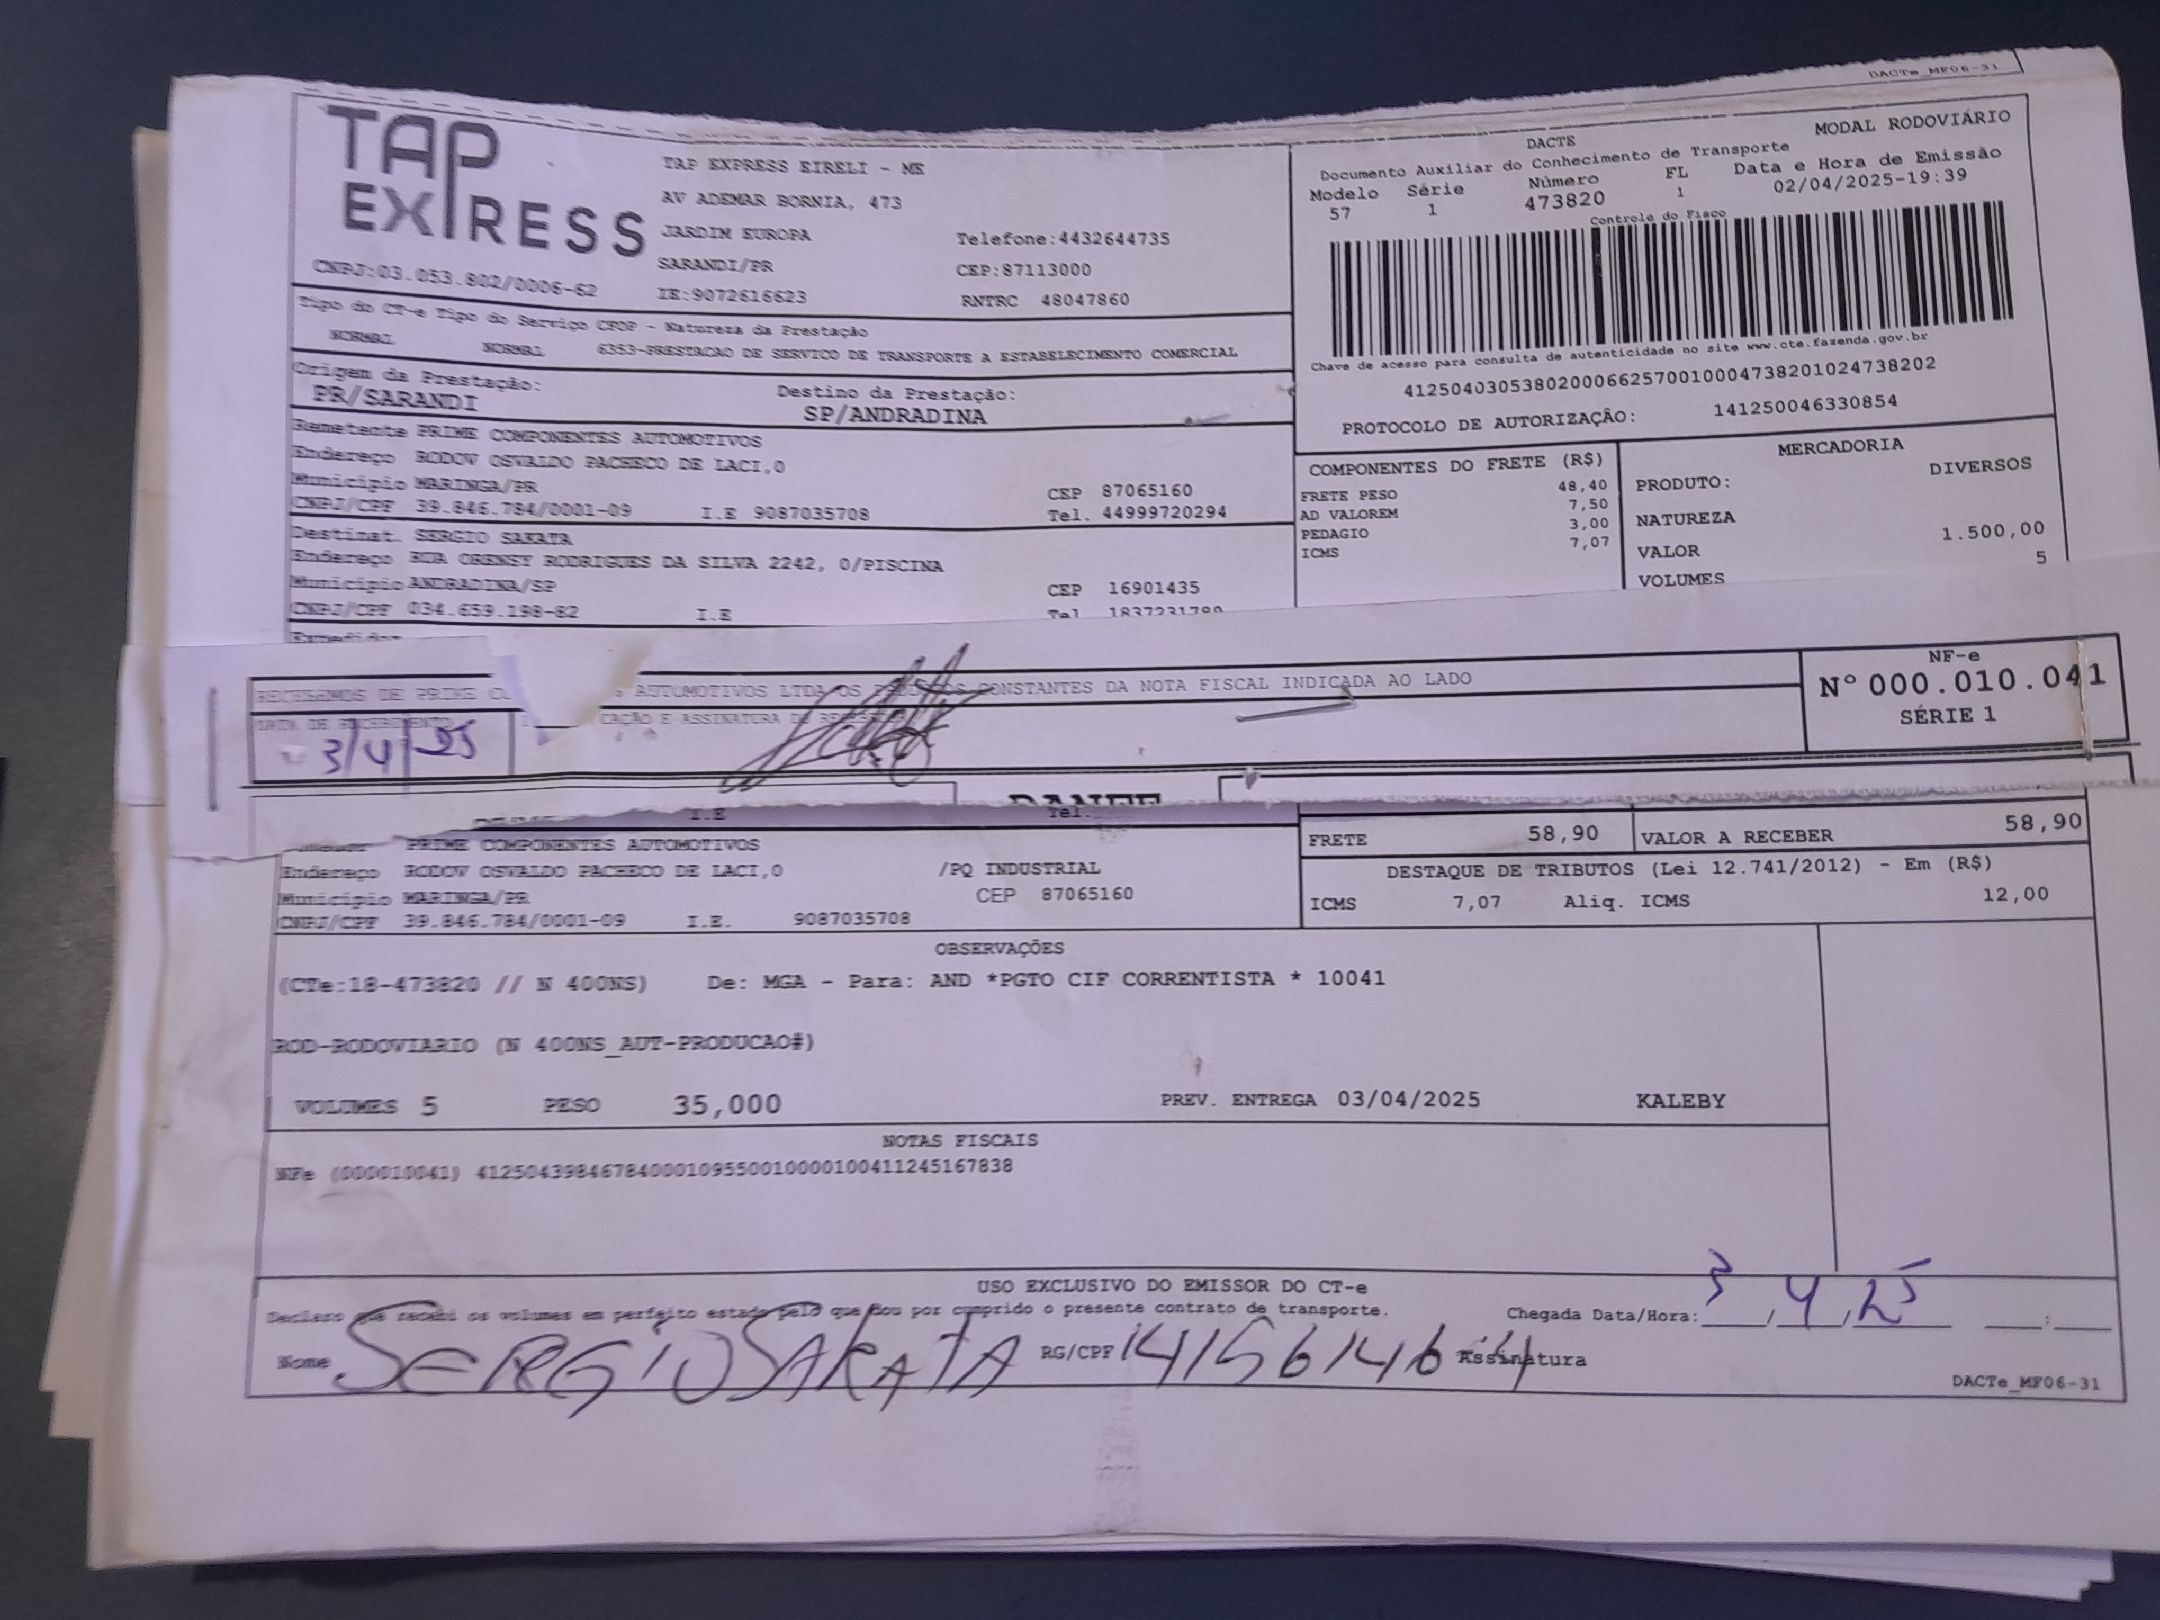 DACTe_MF06-31
TAP
EXPRESS
CNPJ:03.053.802/0006-62
TAP EXPRESS EIRELI - ME
AV ADEMAR BORNIA, 473
JARDIM EUROPA
SARANDI/PR
IE:9072616623
Telefone:4432644735
CEP:87113000
RNTRC 48047860
DACTE
MODAL RODOVIÁRIO
Documento Auxiliar do Conhecimento de Transporte
Modelo Série Número FL Data e Hora de Emissão
57 1 473820 1 02/04/2025-19:39
Controle do Fisco
Chave de acesso para consulta de autenticidade no site www.cte.fazenda.gov.br
41250403053802000662570010004738201024738202
PROTOCOLO DE AUTORIZAÇÃO: 141250046330854
Tipo do CT-e Tipo do Serviço CFOP - Natureza da Prestação
NORMAL NORMAL 6353-PRESTACAO DE SERVICO DE TRANSPORTE A ESTABELECIMENTO COMERCIAL
Origem da Prestação: Destino da Prestação:
PR/SARANDI SP/ANDRADINA
Remetente PRIME COMPONENTES AUTOMOTIVOS
Endereço RODOV OSVALDO PACHECO DE LACI,0
Município MARINGA/PR CEP 87065160
CNPJ/CPF 39.846.784/0001-09 I.E 9087035708 Tel. 44999720294
Destinat. SERGIO SAKATA
Endereço RUA ORENSY RODRIGUES DA SILVA 2242, 0/PISCINA
Município ANDRADINA/SP CEP 16901435
CNPJ/CPF 034.659.198-62 I.E Tel 1837231790
Expedidor
COMPONENTES DO FRETE (R$)
FRETE PESO 48,40
AD VALOREM 7,50
PEDAGIO 3,00
ICMS 7,07
MERCADORIA
PRODUTO: DIVERSOS
NATUREZA
VALOR 1.500,00
VOLUMES 5
RECEBEMOS DE PRIME AUTOMOTIVOS LTDA OS CONSTANTES DA NOTA FISCAL INDICADA AO LADO
DATA DE RECEBIMENTO
3/4/25
E ASSINATURA
NF-e
Nº 000.010.041
SÉRIE 1
DANFE
I.E Tel.
PRIME COMPONENTES AUTOMOTIVOS
Endereço RODOV OSVALDO PACHECO DE LACI,0 /PQ INDUSTRIAL
Município MARINGA/PR CEP 87065160
CNPJ/CPF 39.846.784/0001-09 I.E. 9087035708
FRETE 58,90 VALOR A RECEBER 58,90
DESTAQUE DE TRIBUTOS (Lei 12.741/2012) - Em (R$)
ICMS 7,07 Aliq. ICMS 12,00
OBSERVAÇÕES
(CTe:18-473820 // N 400NS) De: MGA - Para: AND *PGTO CIF CORRENTISTA * 10041
ROD-RODOVIARIO (N 400NS_AUT-PRODUCAO#)
VOLUMES 5 PESO 35,000 PREV. ENTREGA 03/04/2025 KALEBY
NOTAS FISCAIS
NFe (000010041) 41250439846784000109550010000100411245167838
USO EXCLUSIVO DO EMISSOR DO CT-e
Declaro que recebi os volumes em perfeito estado pelo que dou por cumprido o presente contrato de transporte.
Chegada Data/Hora: 3/4/25
Nome SERGIO SAKATA RG/CPF 141561464 Assinatura
DACTe_MF06-31